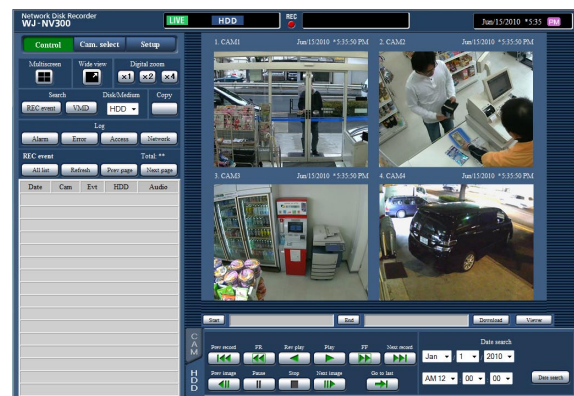 Network Disk Recorder
WJ - NV300
LIVE HDD REC Jun/15/2010 *5:35 PM
Control Cam. select Setup
Multiscreen Wide view Digital zoom
x1 x2 x4
Search Disk/Medium Copy
REC event VMD HDD
Log
Alarm Error Access Network
REC event Total: **
All list Refresh Prev page Next page
Date Cam Evt HDD Audio
1. CAM1 Jun/15/2010 *5:35:50 PM
2. CAM2 Jun/15/2010 *5:35:50 PM
3. CAM3 Jun/15/2010 *5:35:50 PM
4. CAM4 Jun/15/2010 *5:35:50 PM
Start End Download Viewer
CAM
HDD
Prev record FR Rev play Play FF Next record
Prev image Pause Stop Next image Go to last
Date search
Jan / 1 / 2010
AM 12 : 00 : 00 Date search